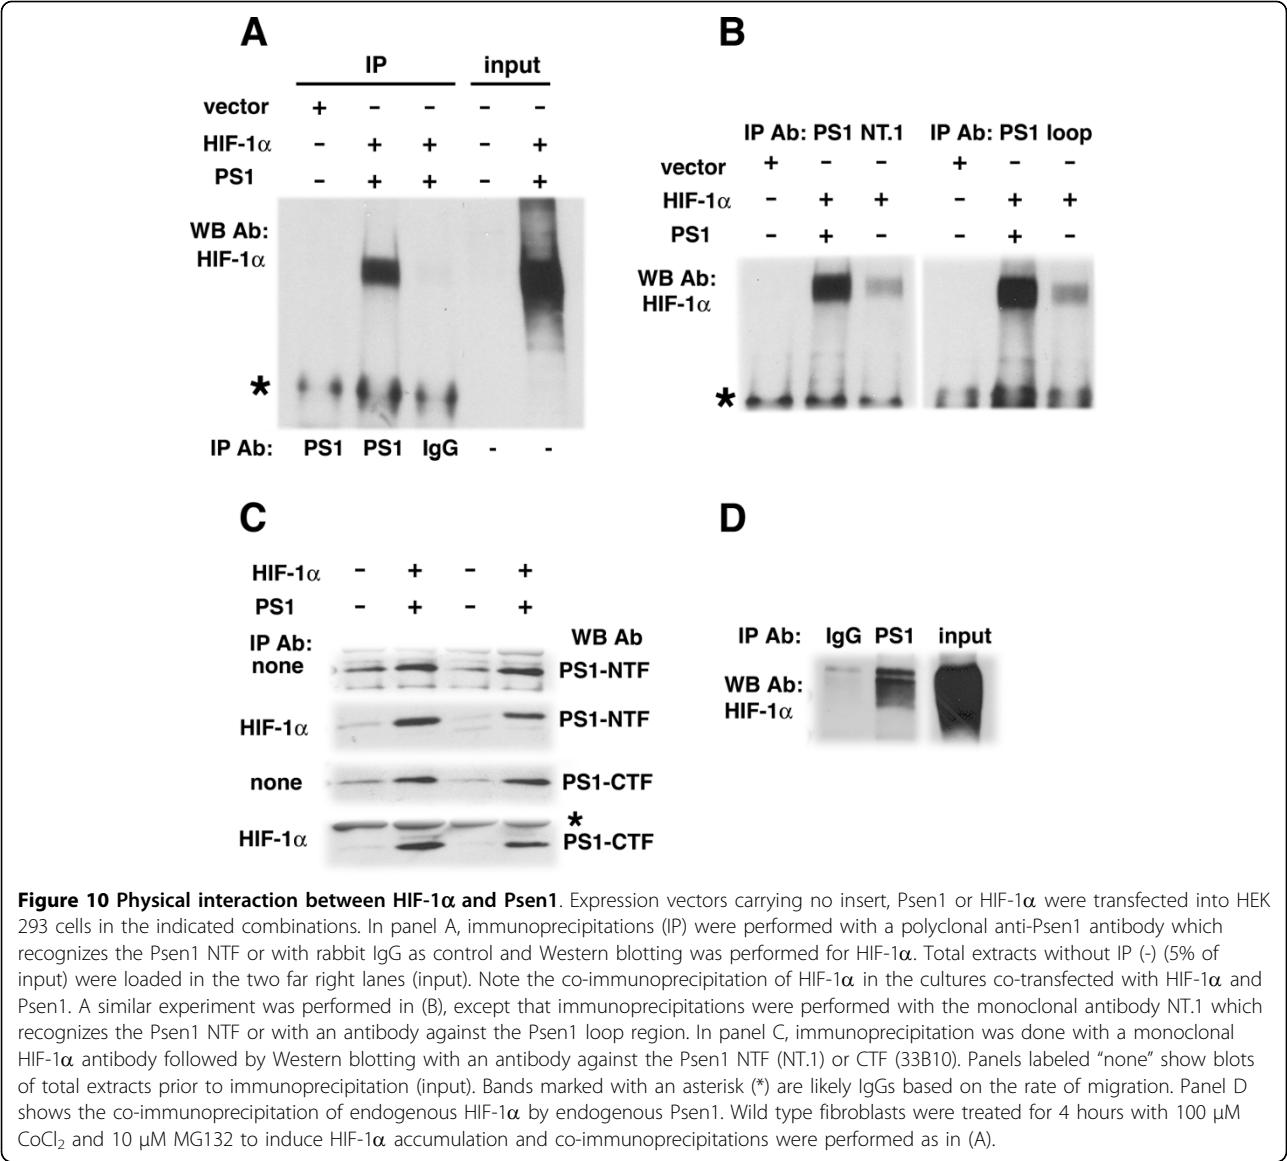 A
IP input
vector + – – – –
HIF-1α – + + – +
PS1 – + + – +
WB Ab:
HIF-1α
*
IP Ab: PS1 PS1 IgG - -
B
IP Ab: PS1 NT.1 IP Ab: PS1 loop
vector + – – + – –
HIF-1α – + + – + +
PS1 – + – – + –
WB Ab:
HIF-1α
*
C
HIF-1α – + – +
PS1 – + – +
IP Ab: WB Ab
none PS1-NTF
HIF-1α PS1-NTF
none PS1-CTF
*
HIF-1α PS1-CTF
D
IP Ab: IgG PS1 input
WB Ab:
HIF-1α
Figure 10 Physical interaction between HIF-1α and Psen1. Expression vectors carrying no insert, Psen1 or HIF-1α were transfected into HEK
293 cells in the indicated combinations. In panel A, immunoprecipitations (IP) were performed with a polyclonal anti-Psen1 antibody which
recognizes the Psen1 NTF or with rabbit IgG as control and Western blotting was performed for HIF-1α. Total extracts without IP (-) (5% of
input) were loaded in the two far right lanes (input). Note the co-immunoprecipitation of HIF-1α in the cultures co-transfected with HIF-1α and
Psen1. A similar experiment was performed in (B), except that immunoprecipitations were performed with the monoclonal antibody NT.1 which
recognizes the Psen1 NTF or with an antibody against the Psen1 loop region. In panel C, immunoprecipitation was done with a monoclonal
HIF-1α antibody followed by Western blotting with an antibody against the Psen1 NTF (NT.1) or CTF (33B10). Panels labeled “none” show blots
of total extracts prior to immunoprecipitation (input). Bands marked with an asterisk (*) are likely IgGs based on the rate of migration. Panel D
shows the co-immunoprecipitation of endogenous HIF-1α by endogenous Psen1. Wild type fibroblasts were treated for 4 hours with 100 μM
CoCl₂ and 10 μM MG132 to induce HIF-1α accumulation and co-immunoprecipitations were performed as in (A).